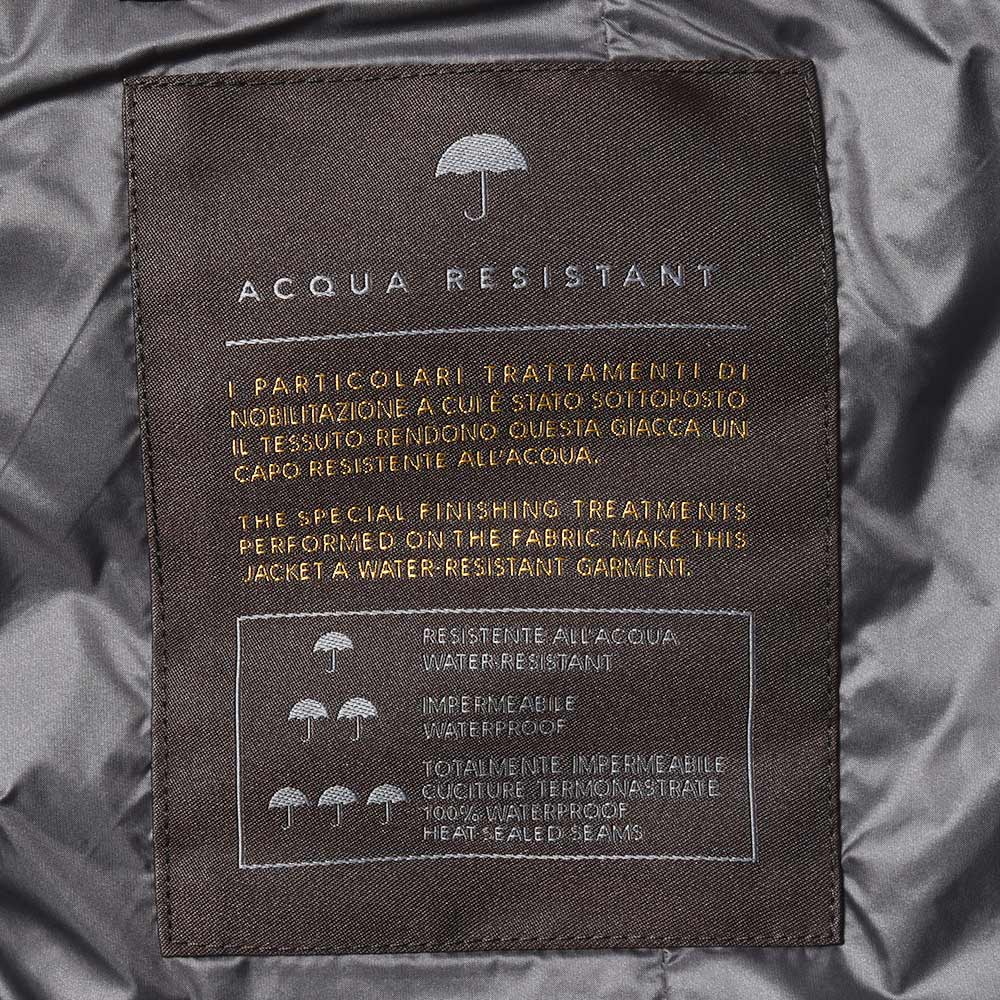 ACQUA RESISTANT
I PARTICOLARI TRATTAMENTI DI
NOBILITAZIONE A CUI È STATO SOTTOPOSTO
IL TESSUTO RENDONO QUESTA GIACCA UN
CAPO RESISTENTE ALL'ACQUA.
THE SPECIAL FINISHING TREATMENTS
PERFORMED ON THE FABRIC MAKE THIS
JACKET A WATER-RESISTANT GARMENT.
RESISTENTE ALL'ACQUA
WATER-RESISTANT
IMPERMEABILE
WATERPROOF
TOTALMENTE IMPERMEABILE
CUCITURE TERMONASTRATE
100% WATERPROOF
HEAT SEALED SEAMS